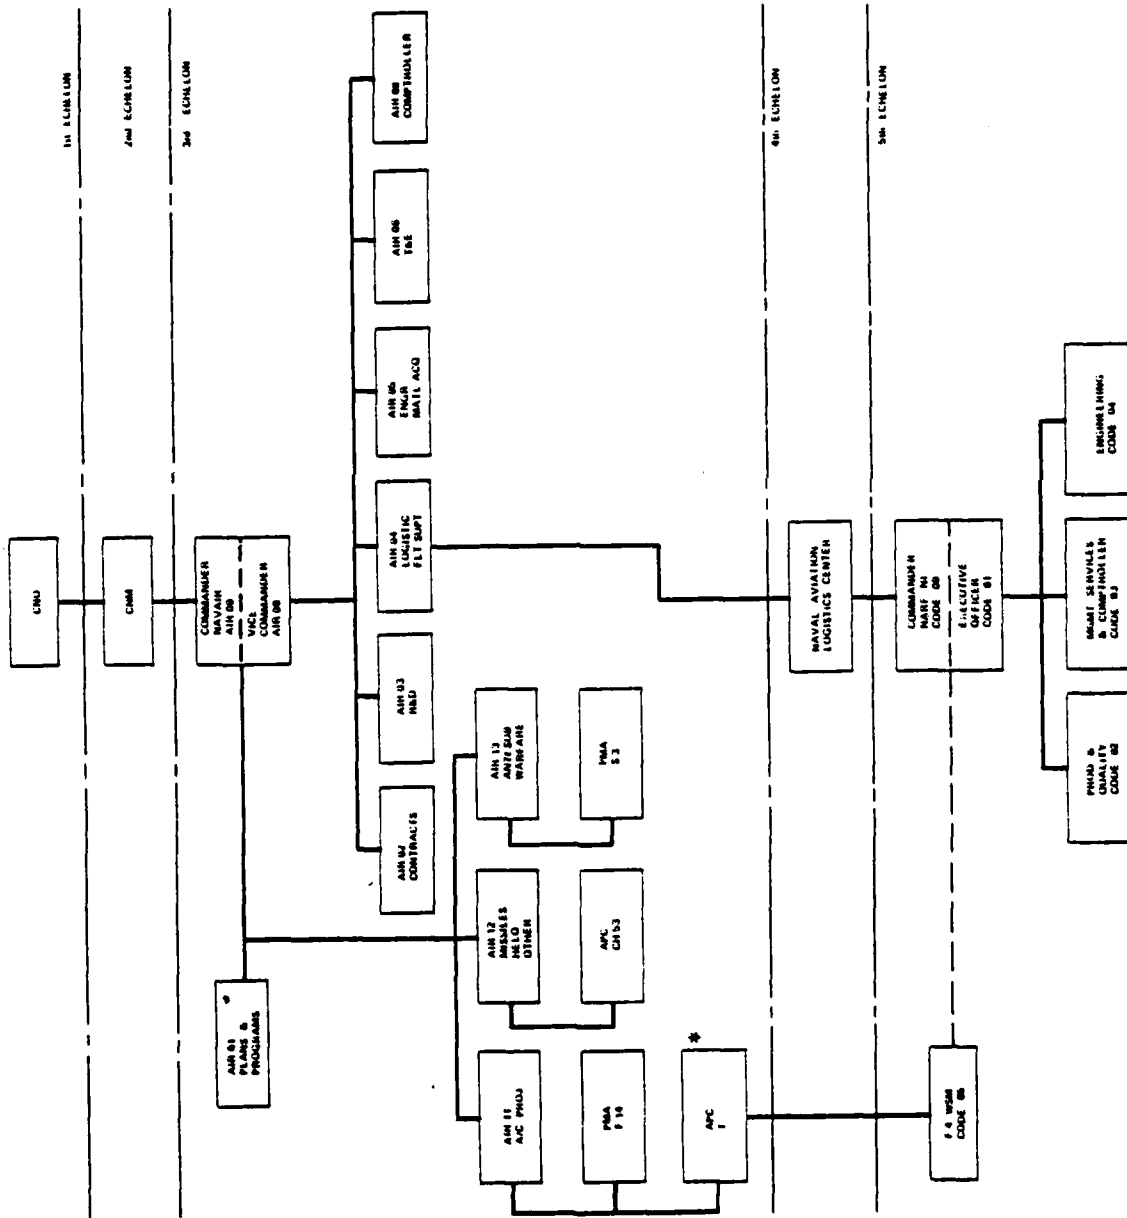 1st ECHELON
2nd ECHELON
3rd ECHELON
CNO
CNM
COMMANDER
NAVAIR
AIR 00
VICE
COMMANDER
AIR 00
AIR 01
PLANS &
PROGRAMS
AIR 02
CONTRACTS
AIR 03
R&D
AIR 04
LOGISTIC
FLT SUPT
AIR 05
ENGR
MATL ACQ
AIR 06
T&E
AIR 08
COMPTROLLER
AIR 11
A/C PROJ
AIR 12
MISSILES
HELO
OTHER
AIR 13
ANTI SUB
WARFARE
PMA
F 14
APC
CH 53
PMA
S 3
*
APC
4th ECHELON
NAVAL AVIATION
LOGISTICS CENTER
5th ECHELON
F 4 WSM
CODE 05
COMMANDER
NARF NI
CODE 00
EXECUTIVE
OFFICER
CODE 01
PROD &
QUALITY
CODE 02
MGMT SERVICES
& COMPTROLLER
CODE 03
ENGINEERING
CODE 04